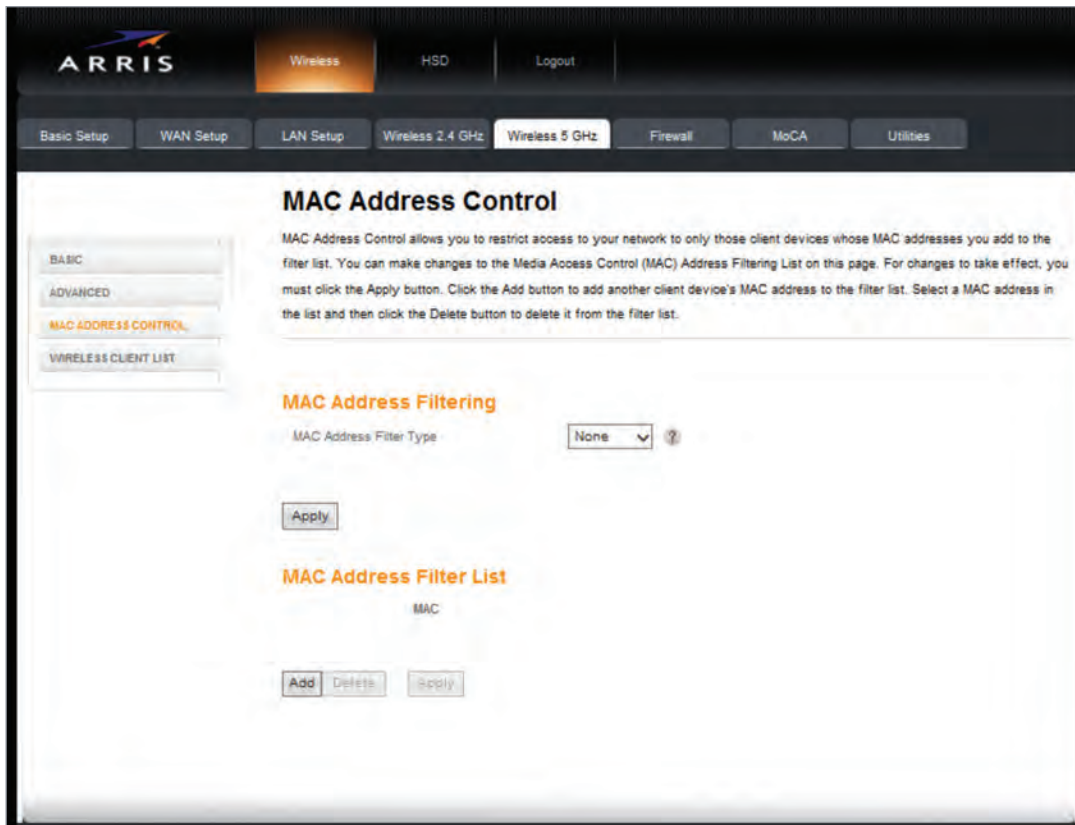 ARRIS
Wireless
HSD
Logout
Basic Setup
WAN Setup
LAN Setup
Wireless 2.4 GHz
Wireless 5 GHz
Firewall
MoCA
Utilities
BASIC
ADVANCED
MAC ADDRESS CONTROL
WIRELESS CLIENT LIST
MAC Address Control
MAC Address Control allows you to restrict access to your network to only those client devices whose MAC addresses you add to the
filter list. You can make changes to the Media Access Control (MAC) Address Filtering List on this page. For changes to take effect, you
must click the Apply button. Click the Add button to add another client device's MAC address to the filter list. Select a MAC address in
the list and then click the Delete button to delete it from the filter list.
MAC Address Filtering
MAC Address Filter Type
None
?
Apply
MAC Address Filter List
MAC
Add
Delete
Apply